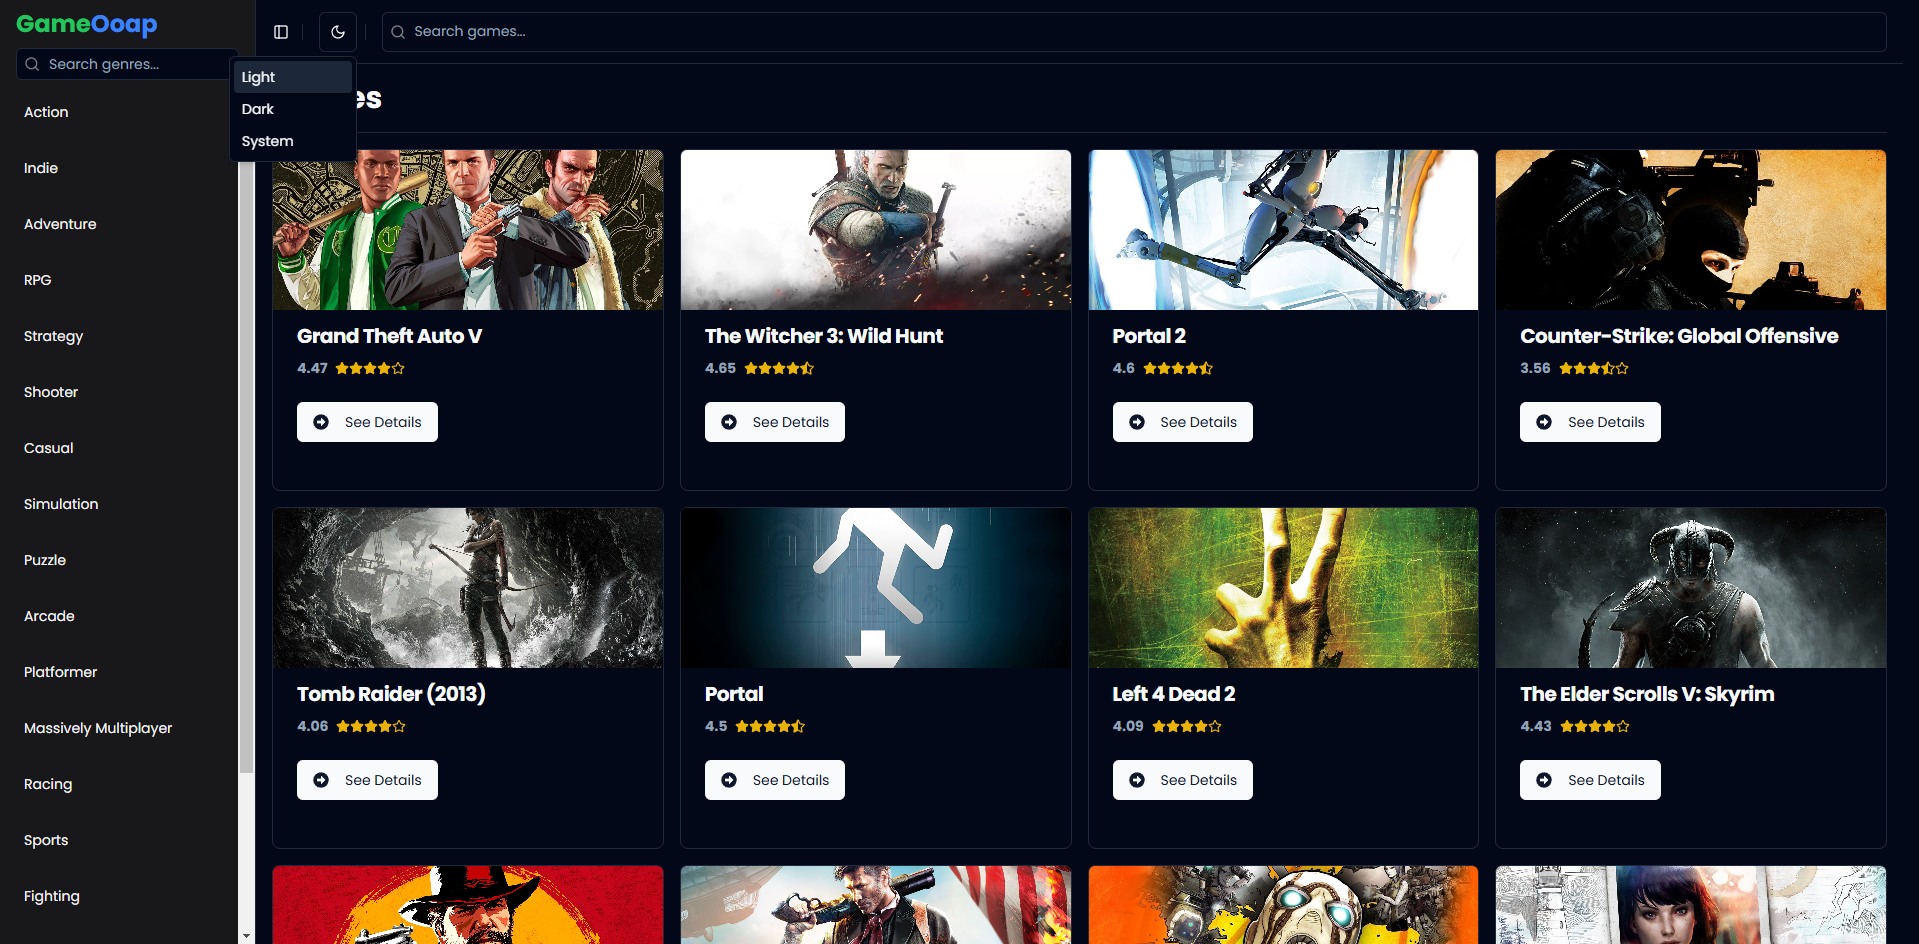 GameOoap
Search genres...
Action
Indie
Adventure
RPG
Strategy
Shooter
Casual
Simulation
Puzzle
Arcade
Platformer
Massively Multiplayer
Racing
Sports
Fighting
Search games...
Light
Dark
System
es
Grand Theft Auto V
4.47
See Details
The Witcher 3: Wild Hunt
4.65
See Details
Portal 2
4.6
See Details
Counter-Strike: Global Offensive
3.56
See Details
Tomb Raider (2013)
4.06
See Details
Portal
4.5
See Details
Left 4 Dead 2
4.09
See Details
The Elder Scrolls V: Skyrim
4.43
See Details